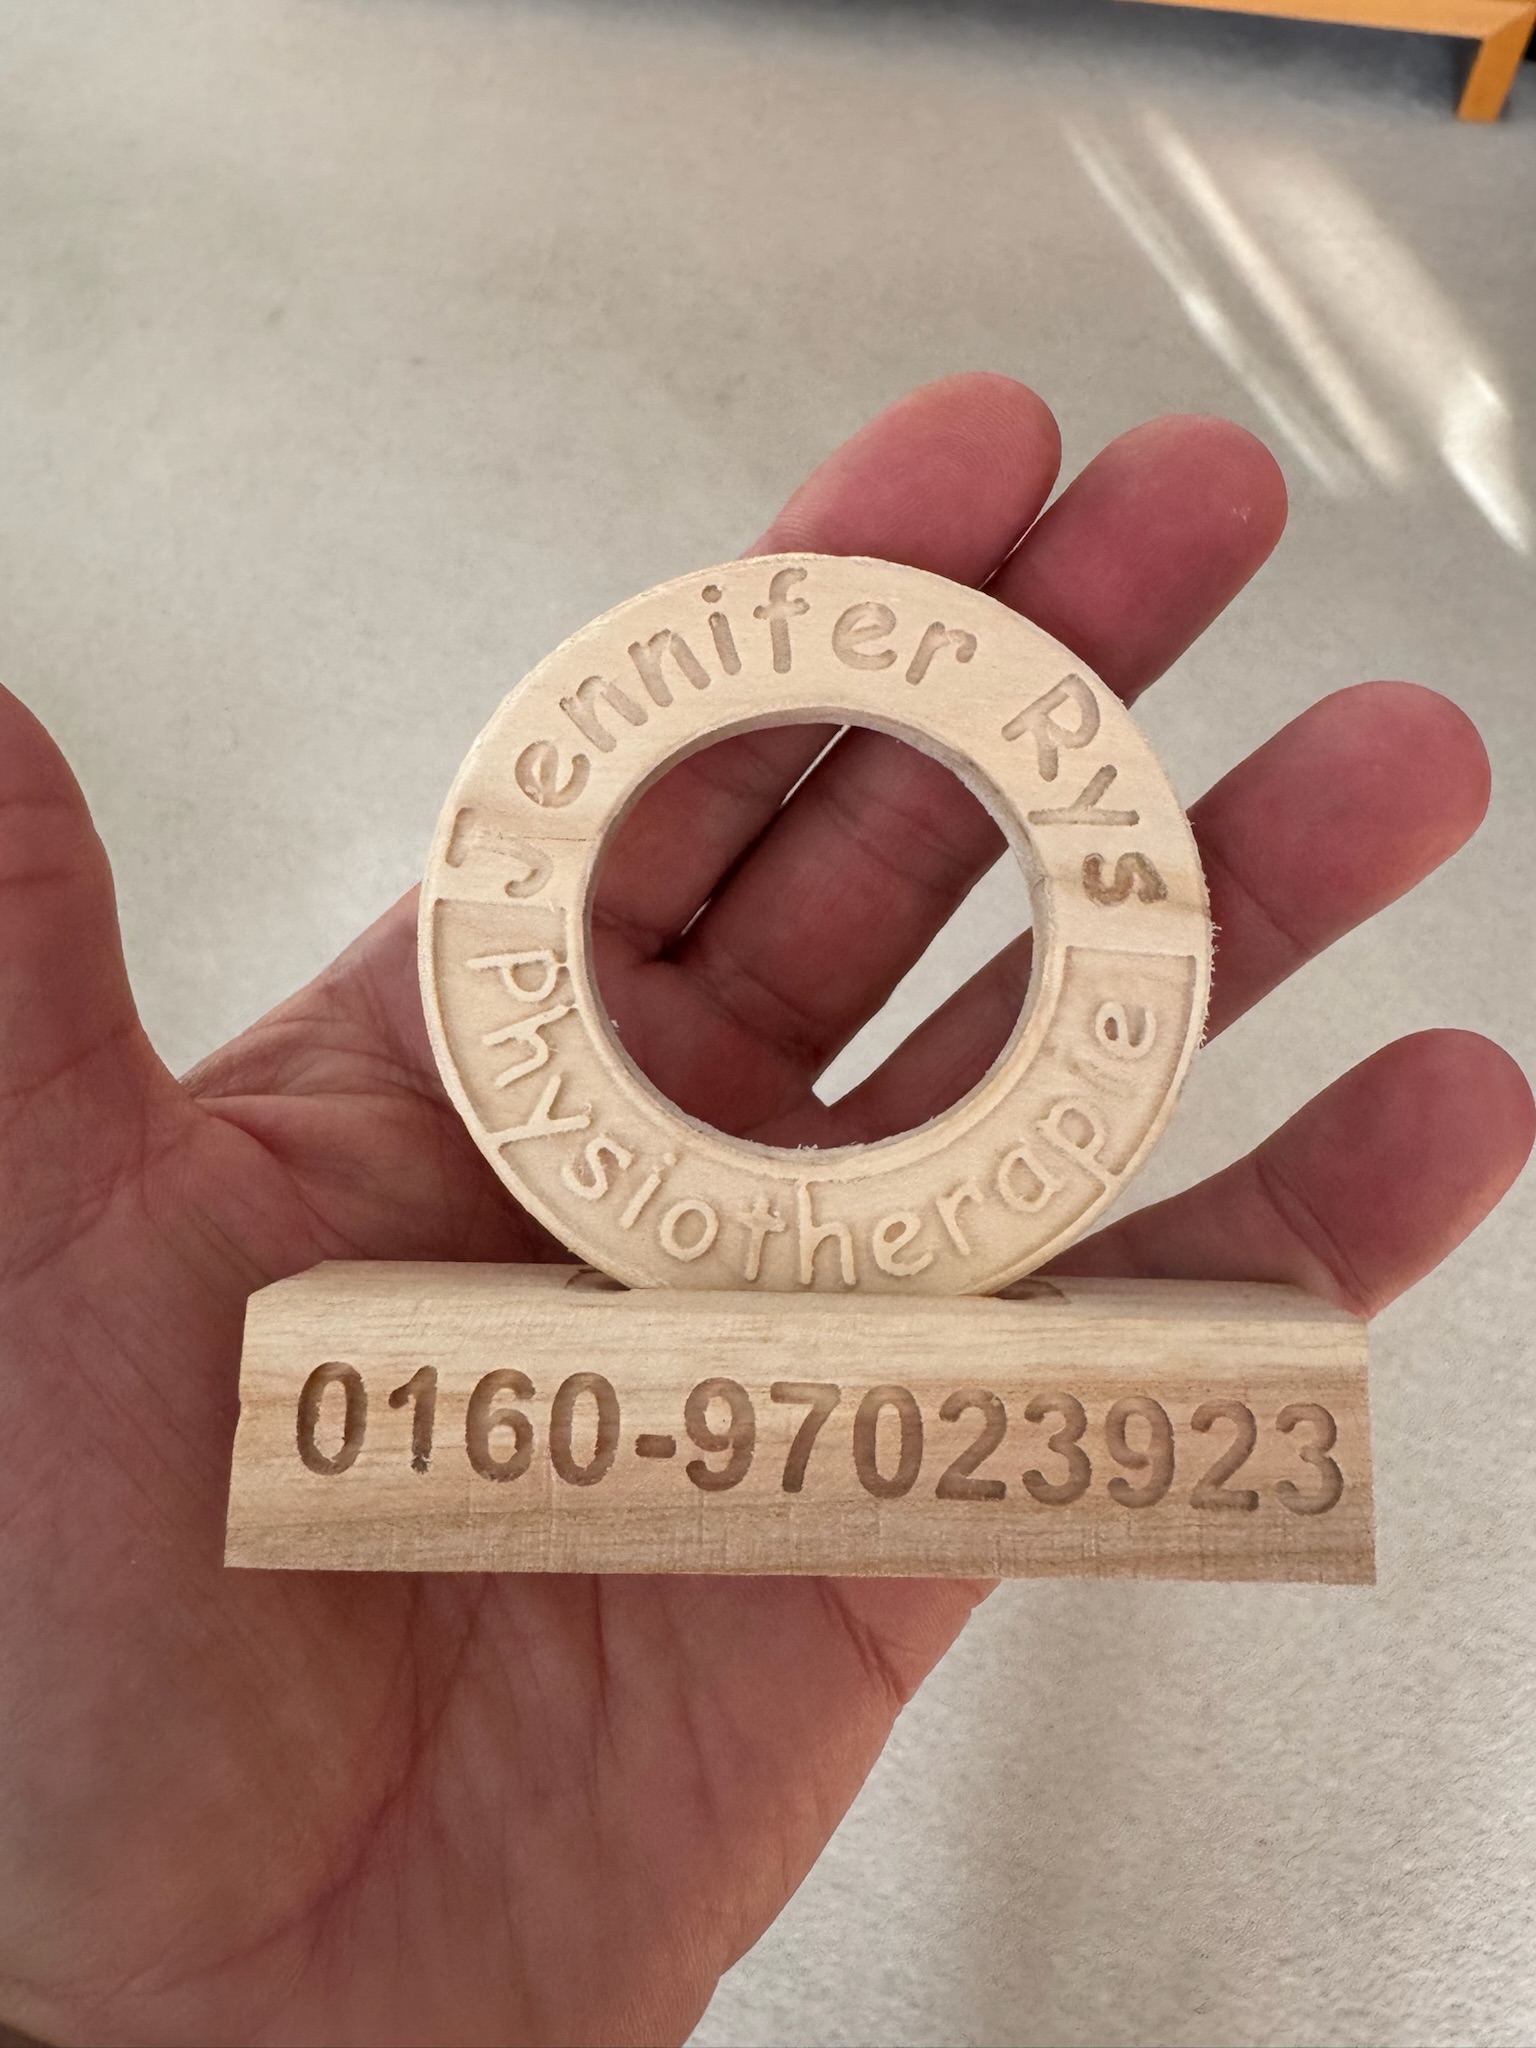 Jennifer Rys
physiotherapie
0160-97023923